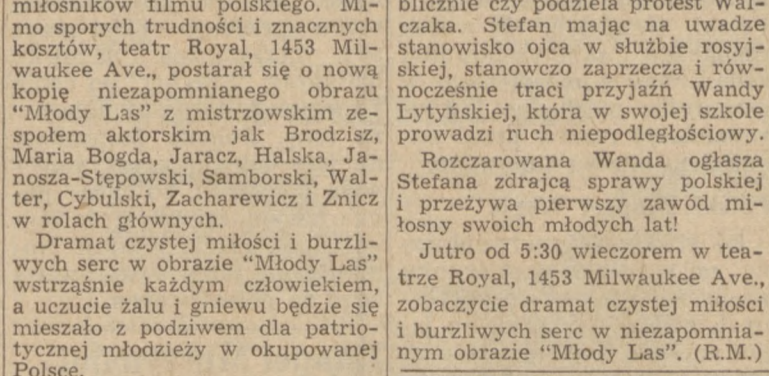 miłośników filmu polskiego. Mi-
mo sporych trudności i znacznych
kosztów, teatr Royal, 1453 Mil-
waukee Ave., postarał się o nową
kopię niezapomnianego obrazu
“Młody Las” z mistrzowskim ze-
społem aktorskim jak Brodzisz,
Maria Bogda, Jaracz, Halska, Ja-
nosza-Stępowski, Samborski, Wal-
ter, Cybulski, Zacharewicz i Znicz
w rolach głównych.
Dramat czystej miłości i burzli-
wych serc w obrazie “Młody Las”
wstrząśnie każdym człowiekiem,
a uczucie żalu i gniewu będzie się
mieszało z podziwem dla patrio-
tycznej młodzieży w okupowanej
Polsce.
blicznie czy podziela protest Wal-
czaka. Stefan mając na uwadze
stanowisko ojca w służbie rosyj-
skiej, stanowczo zaprzecza i rów-
nocześnie traci przyjaźń Wandy
Lytyńskiej, która w swojej szkole
prowadzi ruch niepodległościowy.
Rozczarowana Wanda ogłasza
Stefana zdrajcą sprawy polskiej
i przeżywa pierwszy zawód mi-
łosny swoich młodych lat!
Jutro od 5:30 wieczorem w tea-
trze Royal, 1453 Milwaukee Ave.,
zobaczycie dramat czystej miłości
i burzliwych serc w niezapomnia-
nym obrazie “Młody Las”. (R.M.)